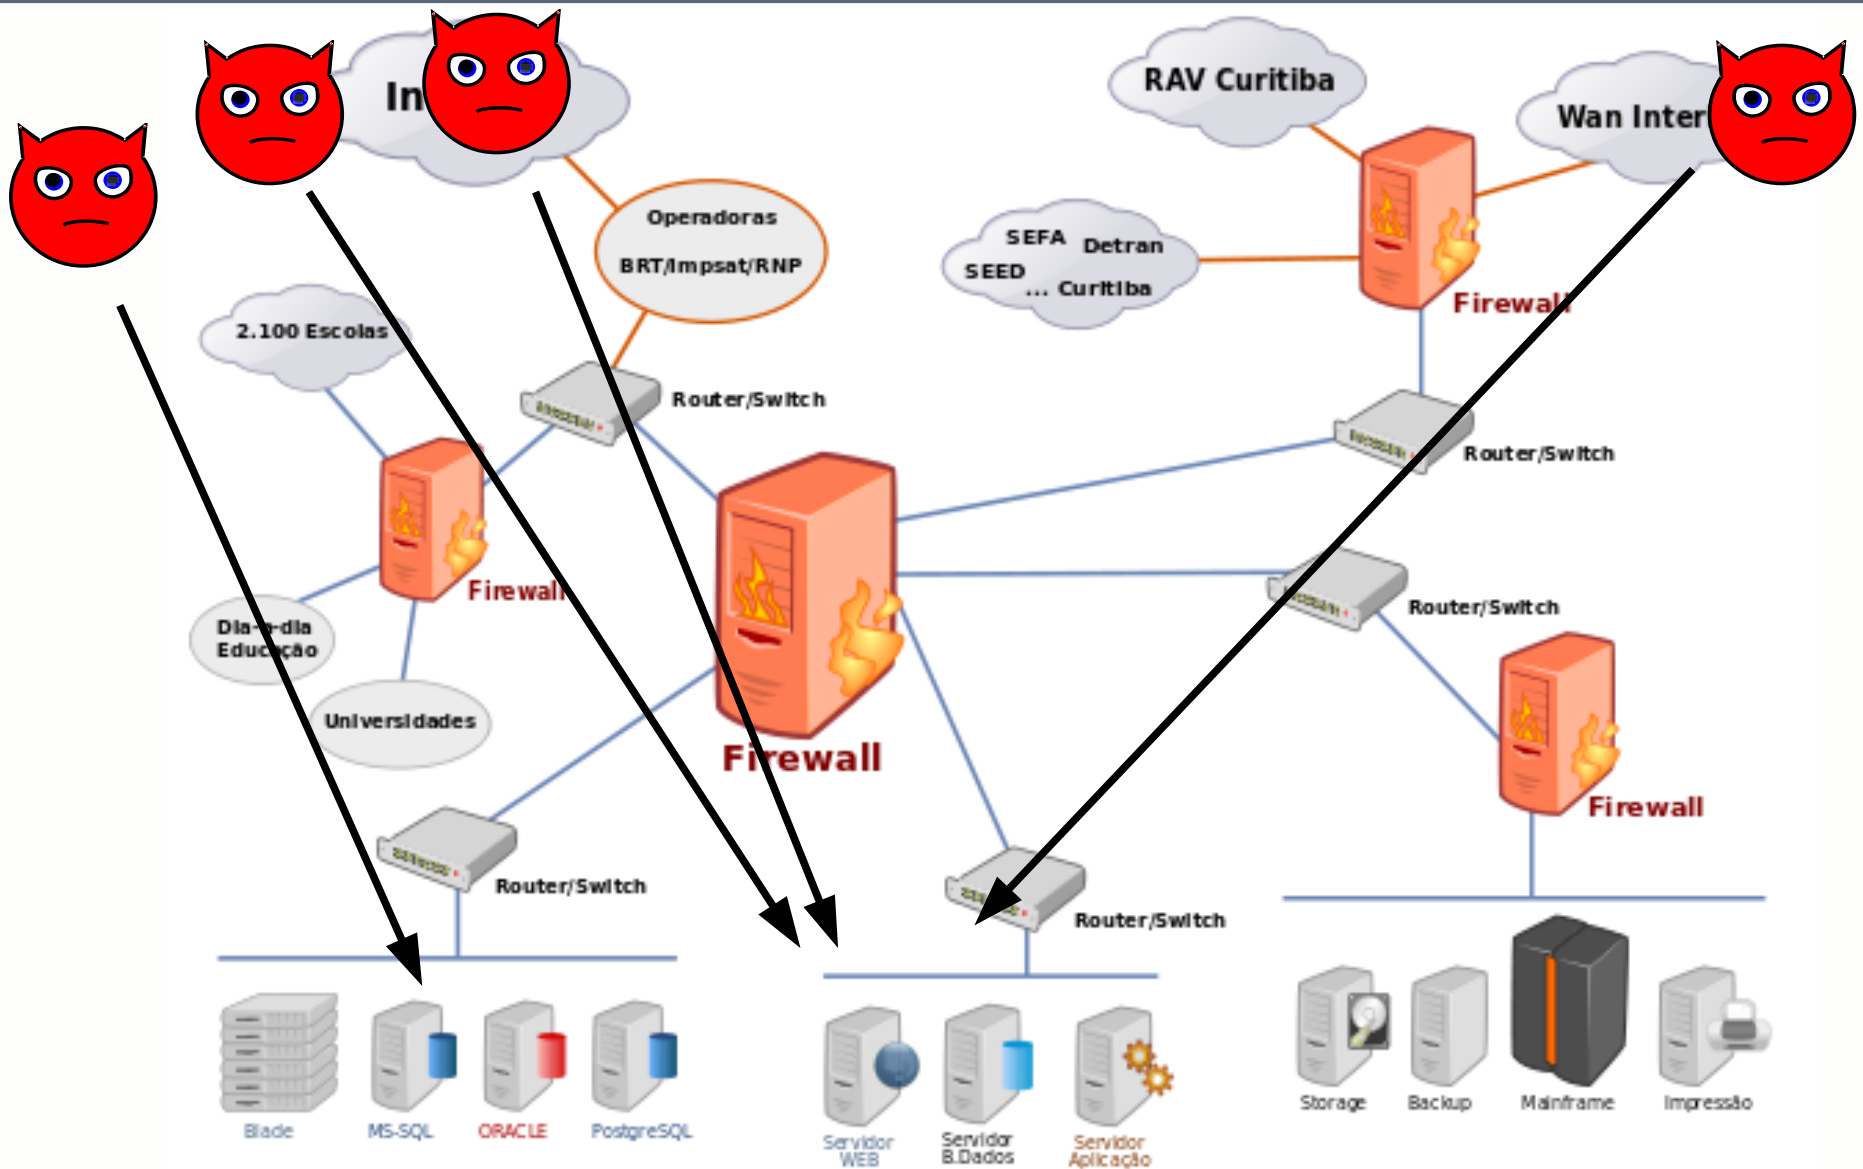 In
RAV Curitiba
Wan Inter
Operadoras
BRT/Impsat/RNP
SEFA Detran
SEED
... Curitiba
Firewall
2.100 Escolas
Router/Switch
Router/Switch
Firewall
Router/Switch
Dia-a-dia
Educação
Universidades
Firewall
Firewall
Router/Switch
Router/Switch
Storage
Backup
Mainframe
Impressão
Blade
MS-SQL
ORACLE
PostgreSQL
Servidor
WEB
Servidor
B.Dados
Servidor
Aplicação